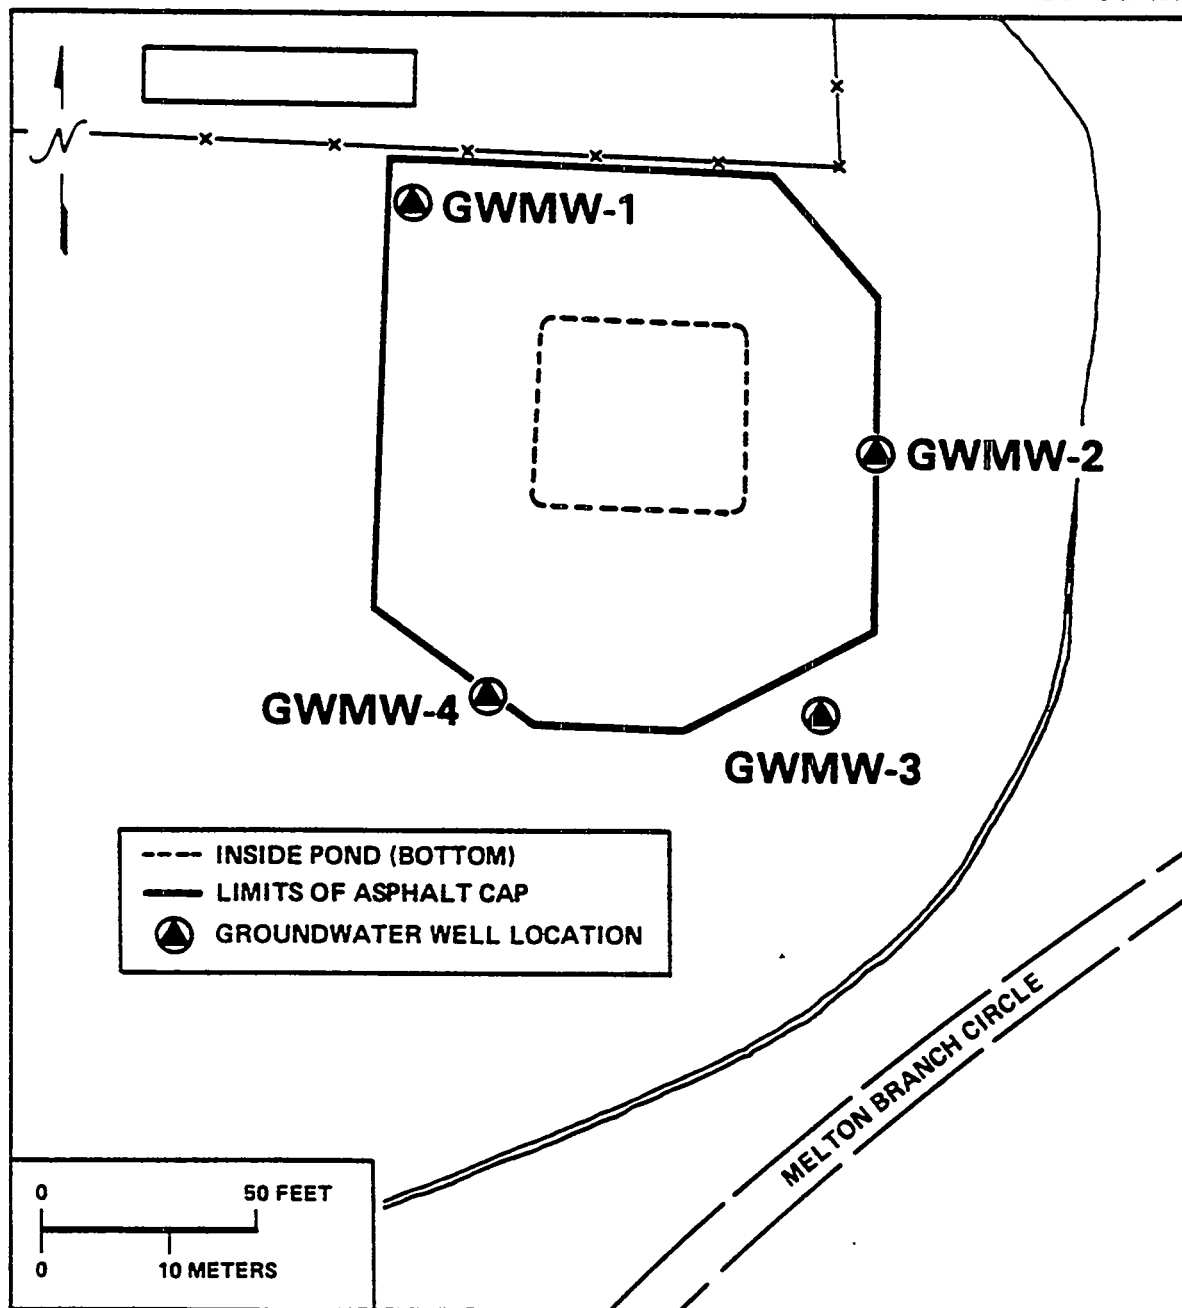 N
GWMW-1
GWMW-2
GWMW-4
GWMW-3
INSIDE POND (BOTTOM)
LIMITS OF ASPHALT CAP
GROUNDWATER WELL LOCATION
MELTON BRANCH CIRCLE
0 50 FEET
0 10 METERS